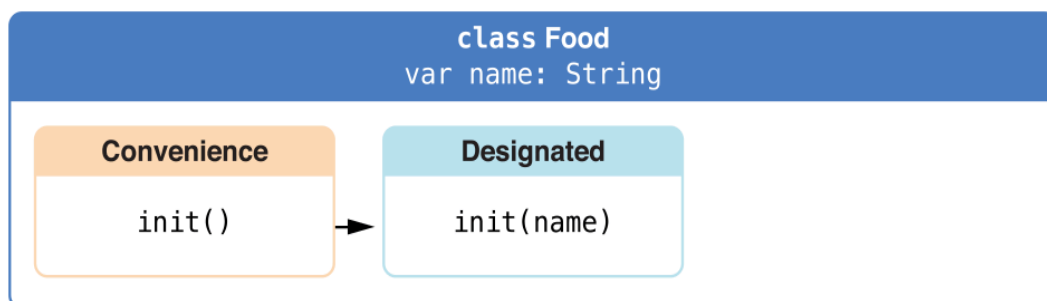 class Food
var name: String
Convenience
Designated
init()
init(name)